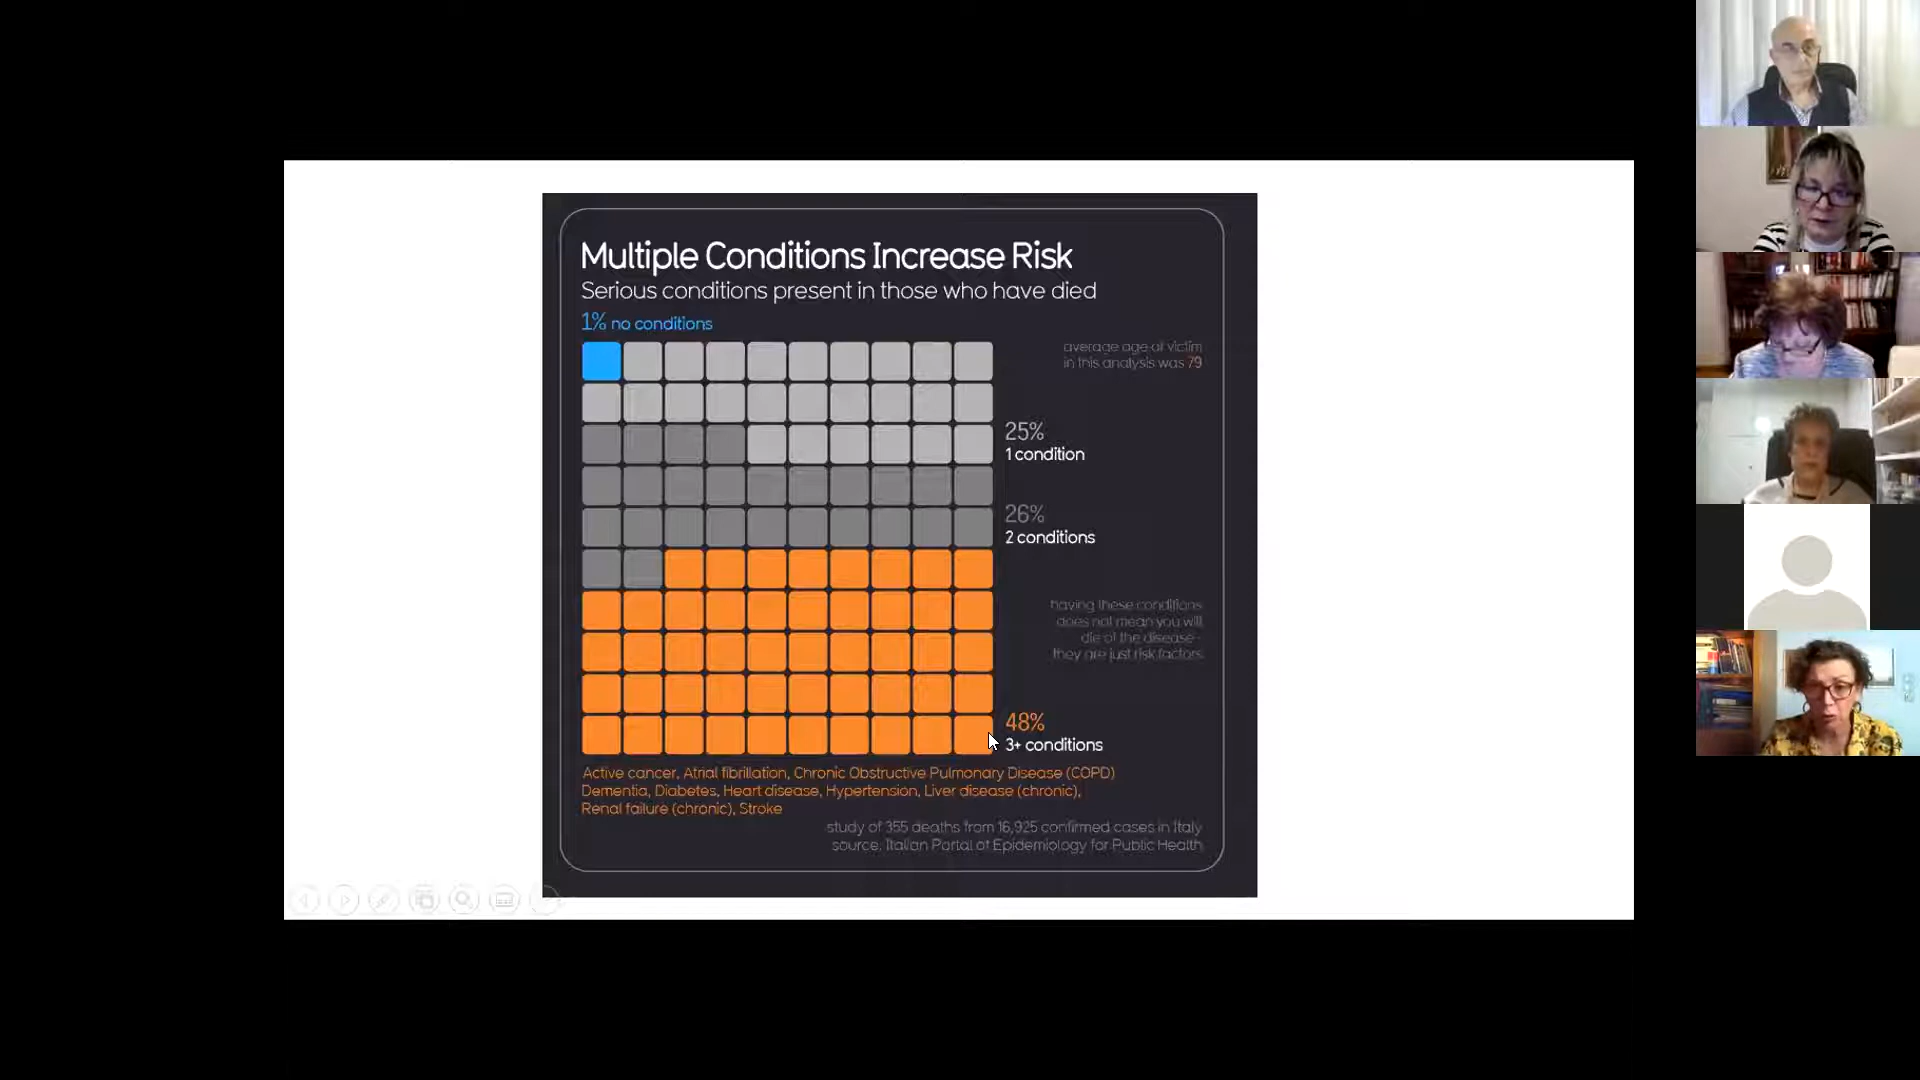 Multiple Conditions Increase Risk
Serious conditions present in those who have died
1% no conditions
average age of victim
in this analysis was 79
25%
1 condition
26%
2 conditions
having these conditions
does not mean you will
die of the disease -
they are just risk factors
48%
3+ conditions
Active cancer, Atrial fibrillation, Chronic Obstructive Pulmonary Disease (COPD)
Dementia, Diabetes, Heart disease, Hypertension, Liver disease (chronic),
Renal failure (chronic), Stroke
study of 355 deaths from 16,925 confirmed cases in Italy
source. Italian Portal of Epidemiology for Public Health